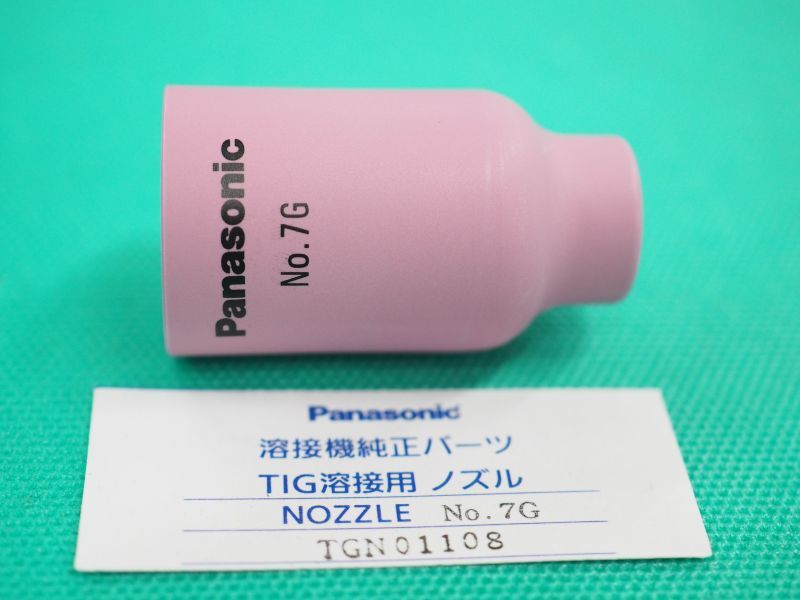 Panasonic
No.7G
Panasonic
溶接機純正パーツ
TIG溶接用 ノズル
NOZZLE No.7G
TGN01108